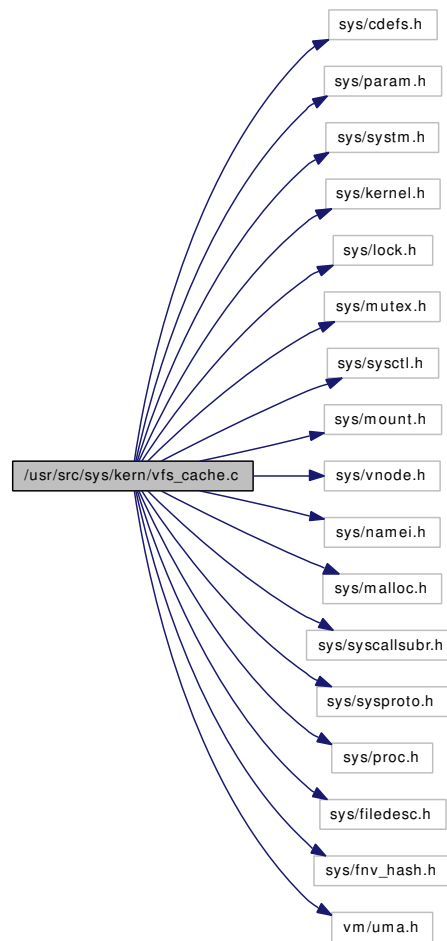 sys/cdefs.h
sys/param.h
sys/systm.h
sys/kernel.h
sys/lock.h
sys/mutex.h
sys/sysctl.h
sys/mount.h
/usr/src/sys/kern/vfs_cache.c
sys/vnode.h
sys/namei.h
sys/malloc.h
sys/syscallsubr.h
sys/sysproto.h
sys/proc.h
sys/filedesc.h
sys/fnv_hash.h
vm/uma.h